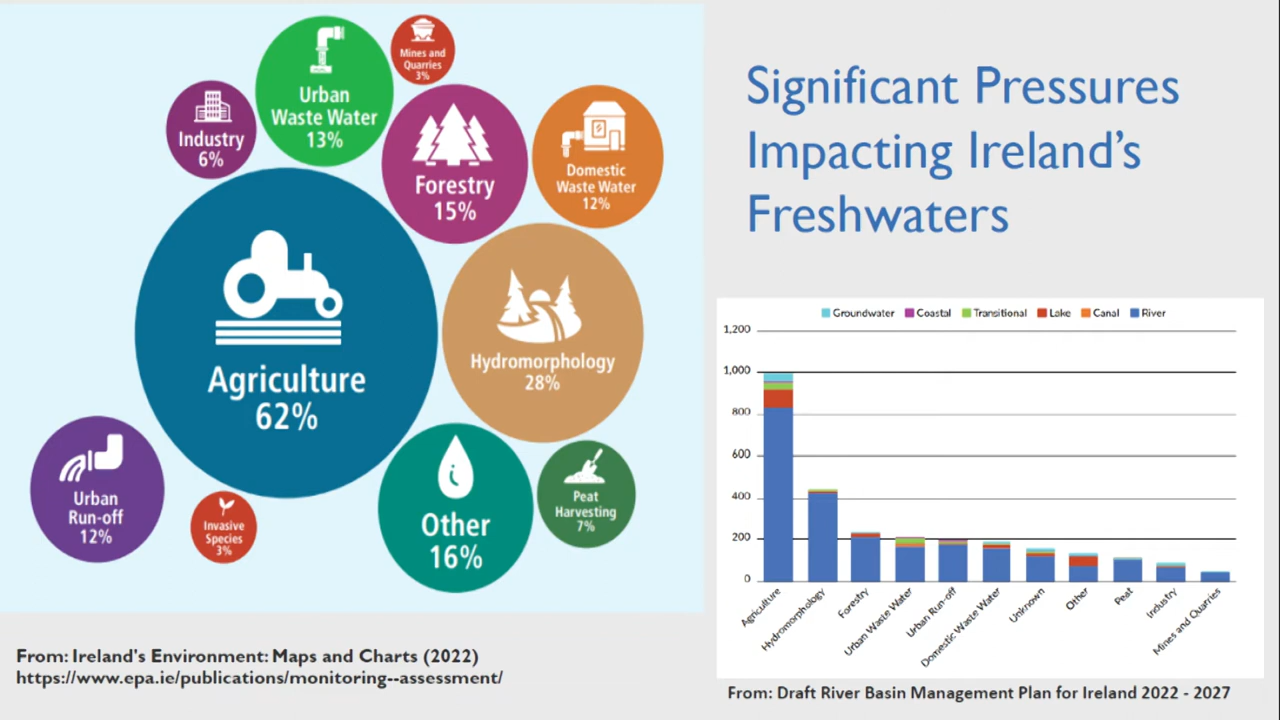 Significant Pressures
Impacting Ireland's
Freshwaters
Mines and
Quarries
3%
Urban
Waste Water
13%
Industry
6%
Forestry
15%
Domestic
Waste Water
12%
Agriculture
62%
Hydromorphology
28%
Urban
Run-off
12%
Invasive
Species
3%
Other
16%
Peat
Harvesting
7%
From: Ireland's Environment: Maps and Charts (2022)
https://www.epa.ie/publications/monitoring--assessment/
Groundwater Coastal Transitional Lake Canal River
1,200
1,000
800
600
400
200
0
Agriculture
Hydromorphology
Forestry
Urban Waste Water
Urban Run-off
Domestic Waste Water
Unknown
Other
Peat
Industry
Mines and Quarries
From: Draft River Basin Management Plan for Ireland 2022 - 2027